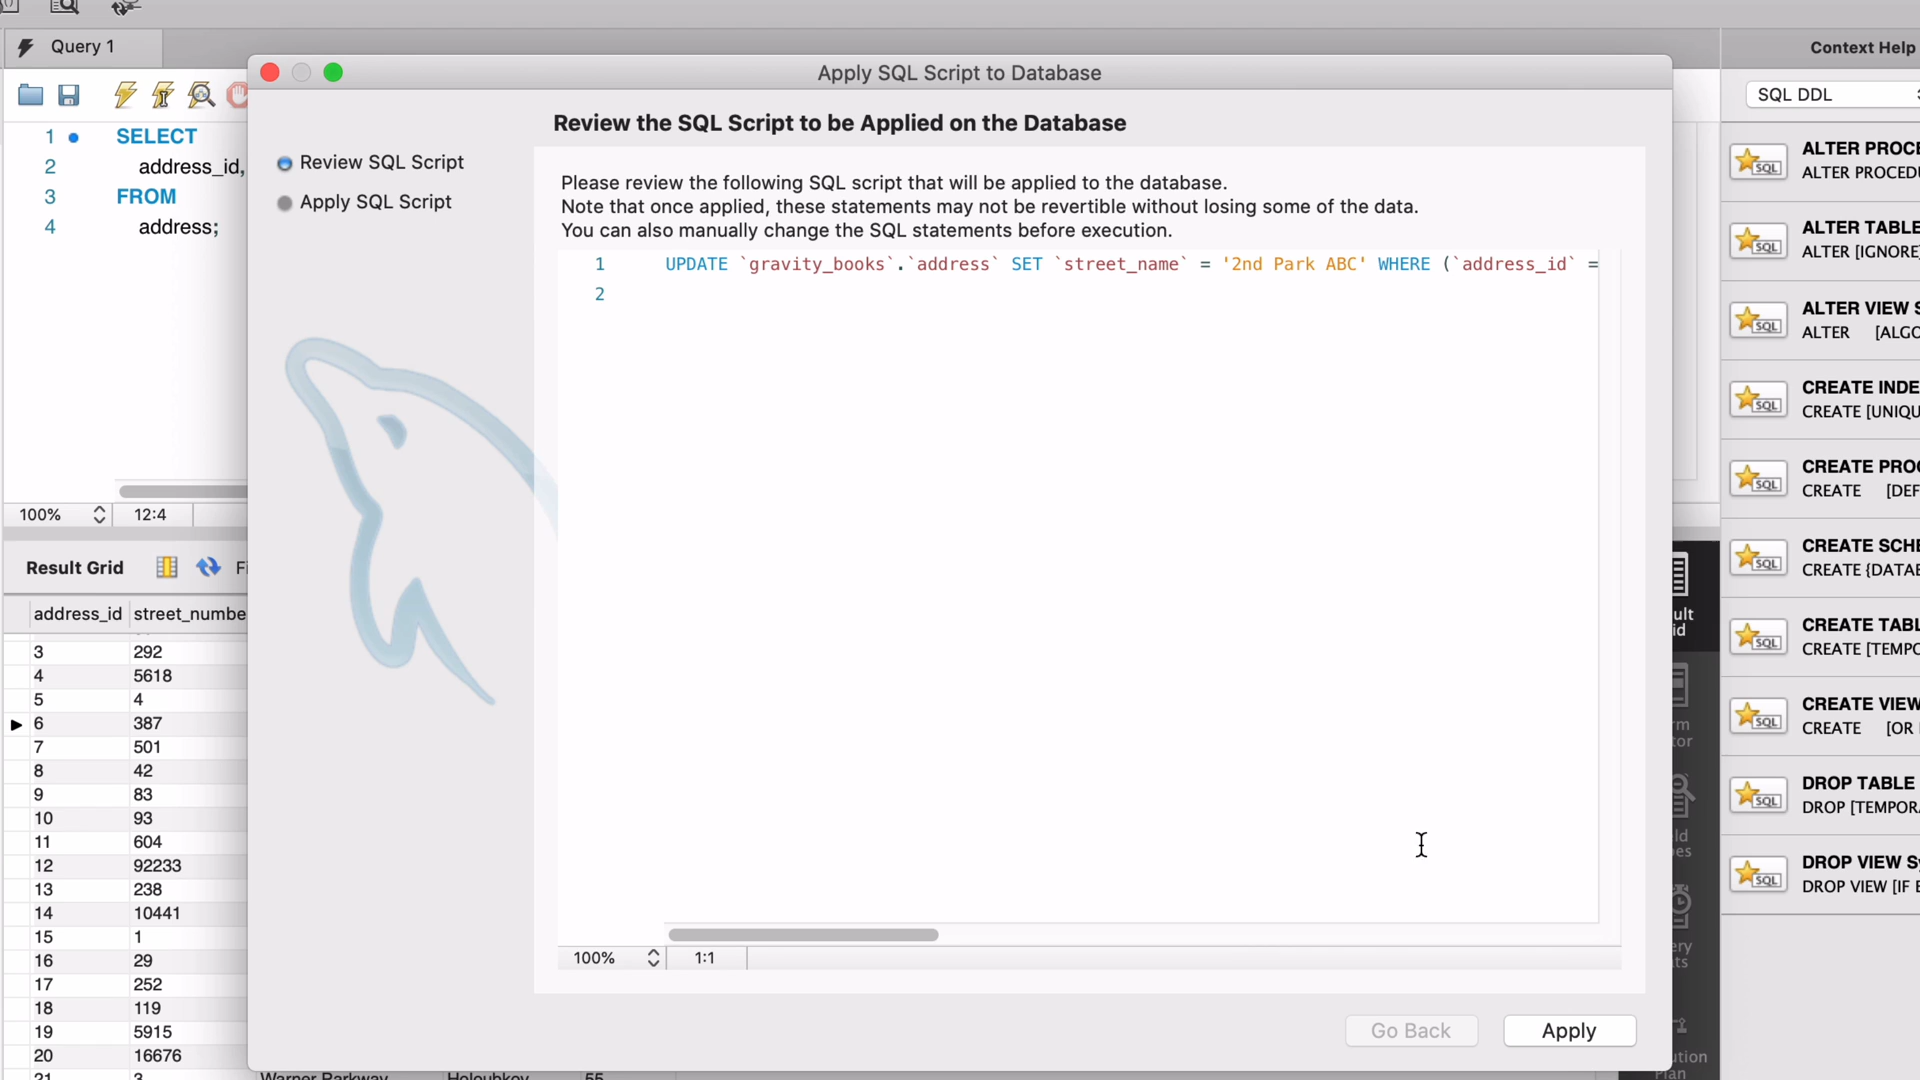 Query 1
Context Help
Apply SQL Script to Database
SQL DDL
Review the SQL Script to be Applied on the Database
1 SELECT
2 address_id,
3 FROM
4 address;
100% 12:4
Review SQL Script
Apply SQL Script
Please review the following SQL script that will be applied to the database.
Note that once applied, these statements may not be revertible without losing some of the data.
You can also manually change the SQL statements before execution.
1 UPDATE `gravity_books`.`address` SET `street_name` = '2nd Park ABC' WHERE (`address_id` =
2
100% 1:1
Go Back
Apply
Result Grid
address_id street_numbe
3 292
4 5618
5 4
6 387
7 501
8 42
9 83
10 93
11 604
12 92233
13 238
14 10441
15 1
16 29
17 252
18 119
19 5915
20 16676
21 3 Warner Parkway Holoubkov 55
ALTER PROCE
ALTER PROCEDU
ALTER TABLE
ALTER [IGNORE]
ALTER VIEW S
ALTER [ALGO
CREATE INDE
CREATE [UNIQU
CREATE PROC
CREATE [DEF
CREATE SCHE
CREATE {DATAB
CREATE TABL
CREATE [TEMPO
CREATE VIEW
CREATE [OR
DROP TABLE
DROP [TEMPORA
DROP VIEW Sy
DROP VIEW [IF E